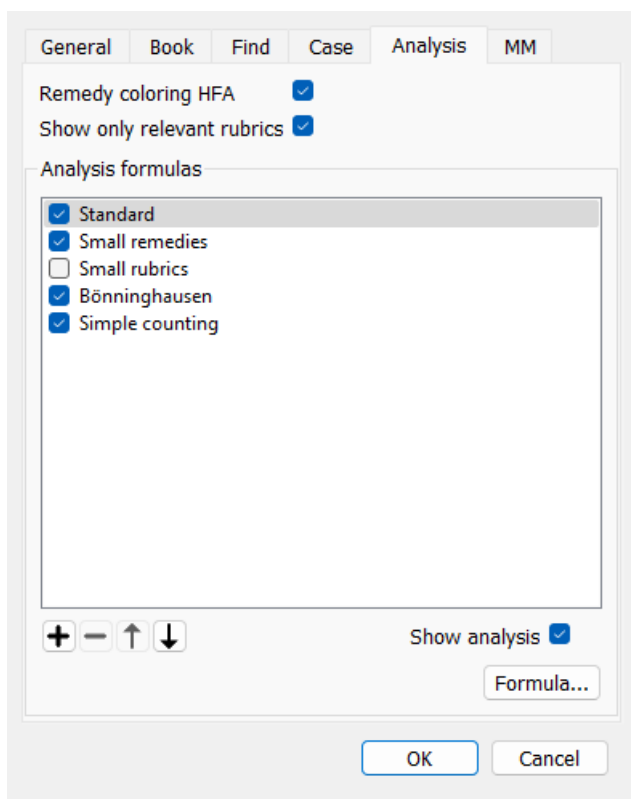 General Book Find Case Analysis MM
Remedy coloring HFA
Show only relevant rubrics
Analysis formulas
Standard
Small remedies
Small rubrics
Bönninghausen
Simple counting
Show analysis
Formula...
OK Cancel